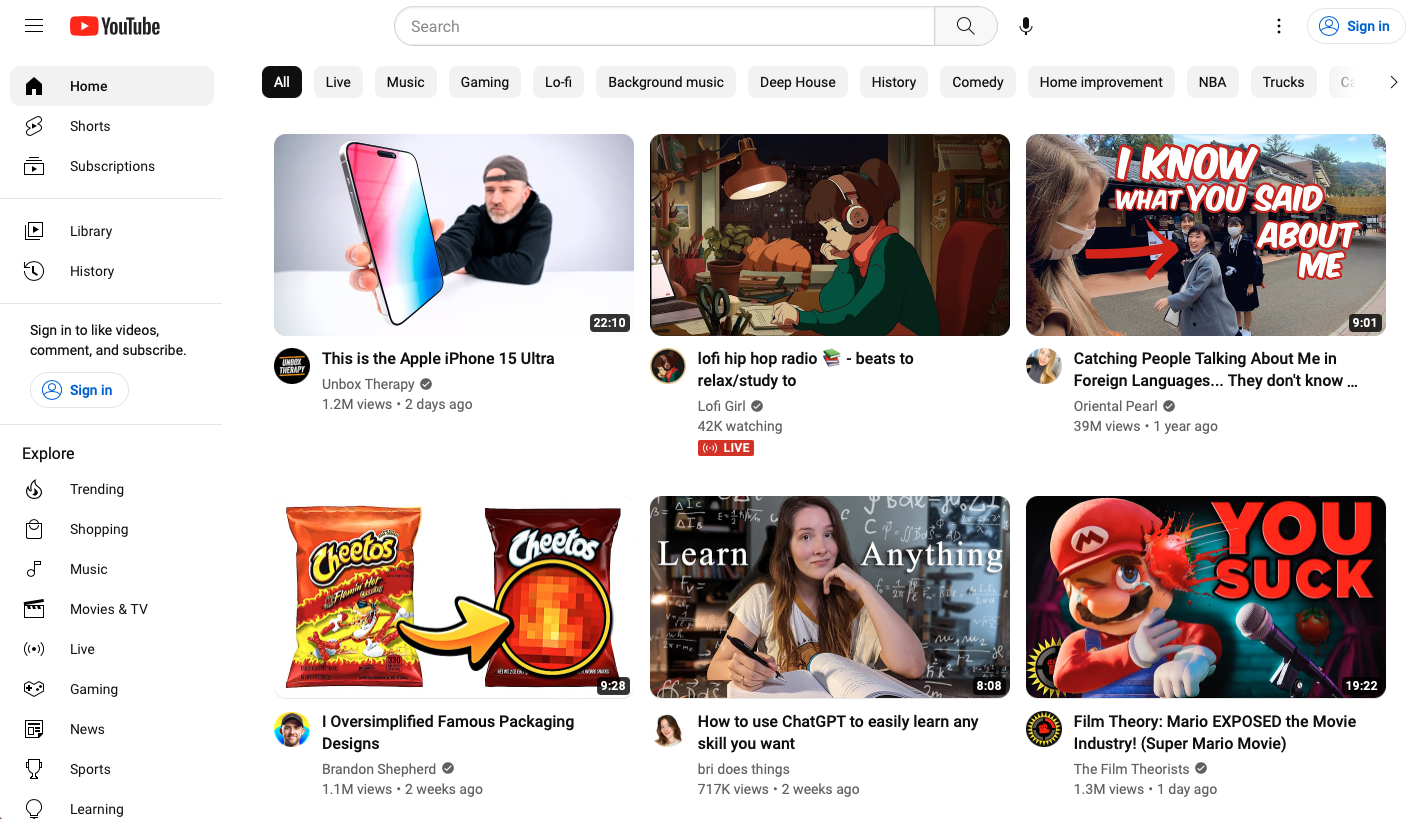 YouTube
Search
Sign in
Home
Shorts
Subscriptions
Library
History
Sign in to like videos,
comment, and subscribe.
Sign in
Explore
Trending
Shopping
Music
Movies & TV
Live
Gaming
News
Sports
Learning
All
Live
Music
Gaming
Lo-fi
Background music
Deep House
History
Comedy
Home improvement
NBA
Trucks
22:10
UNBOX
THERAPY
This is the Apple iPhone 15 Ultra
Unbox Therapy
1.2M views • 2 days ago
lofi hip hop radio 📚 - beats to
relax/study to
Lofi Girl
42K watching
LIVE
I KNOW
WHAT YOU SAID
ABOUT
ME
9:01
Catching People Talking About Me in
Foreign Languages... They don't know ...
Oriental Pearl
39M views • 1 year ago
Cheetos
Flamin' Hot
Cheetos
9:28
I Oversimplified Famous Packaging
Designs
Brandon Shepherd
1.1M views • 2 weeks ago
Learn Anything
8:08
How to use ChatGPT to easily learn any
skill you want
bri does things
717K views • 2 weeks ago
M
YOU
SUCK
19:22
Film Theory: Mario EXPOSED the Movie
Industry! (Super Mario Movie)
The Film Theorists
1.3M views • 1 day ago